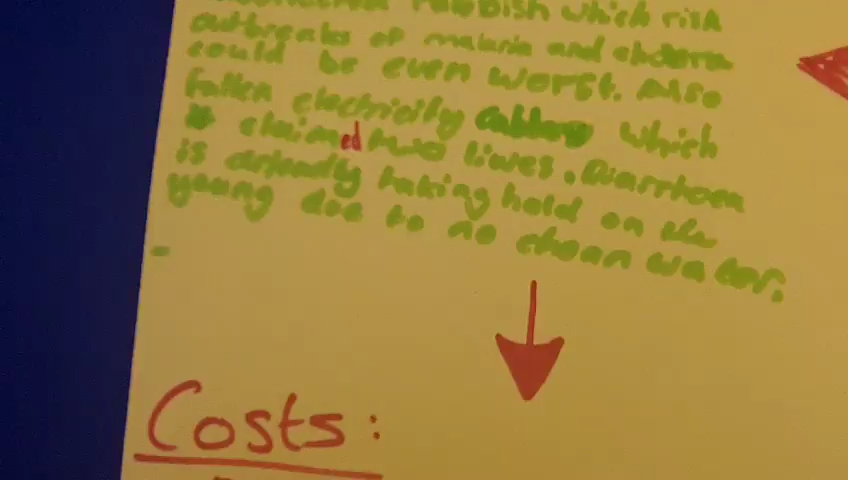 rubbish which risk
outbreaks of malaria and cholera
could be even worst. Also
fallen electricity cables which
claimed two lives. Diarrhoea
is already taking hold on the
young due to no clean water.
Costs: